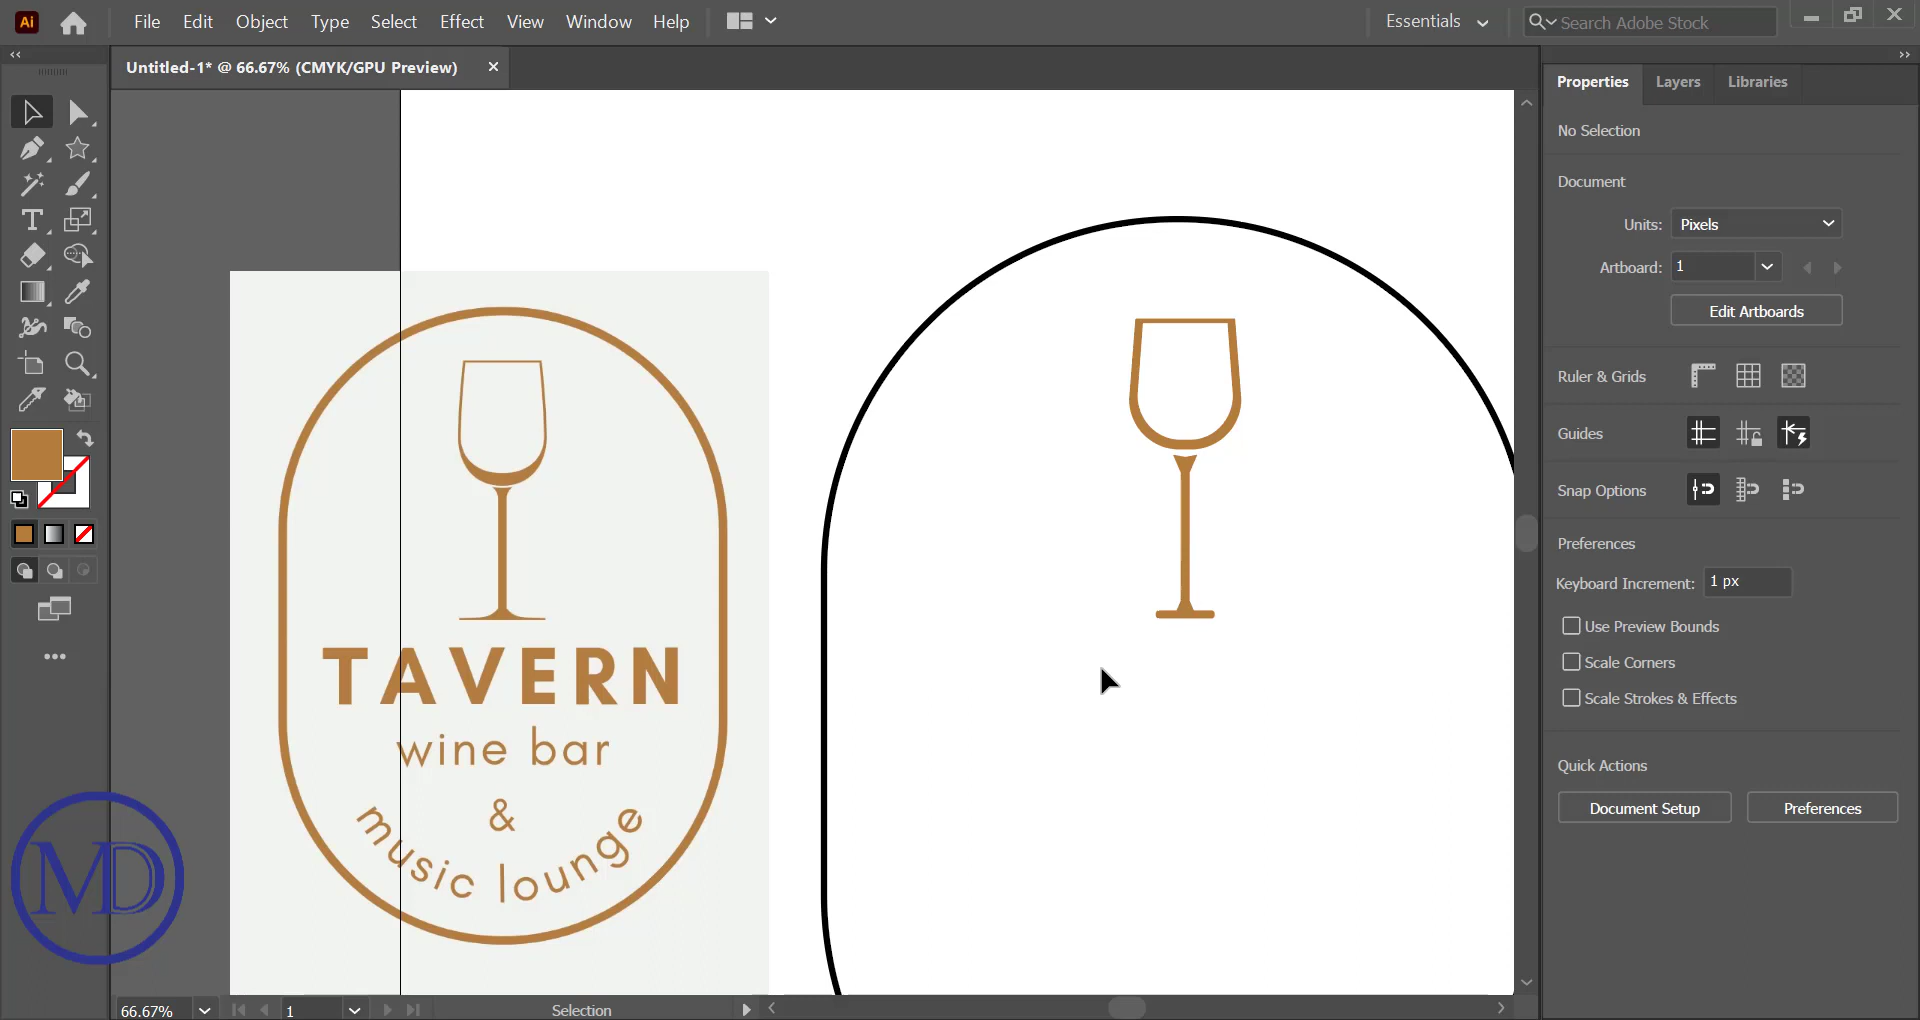 Ai File Edit Object Type Select Effect View Window Help Essentials Search Adobe Stock
Untitled-1* @ 66.67% (CMYK/GPU Preview)
Properties Layers Libraries
No Selection
Document
Units: Pixels
Artboard: 1
Edit Artboards
Ruler & Grids
Guides
Snap Options
Preferences
Keyboard Increment: 1 px
Use Preview Bounds
Scale Corners
Scale Strokes & Effects
Quick Actions
Document Setup Preferences
TAVERN
wine bar
&
music lounge
MD
66.67% 1 Selection